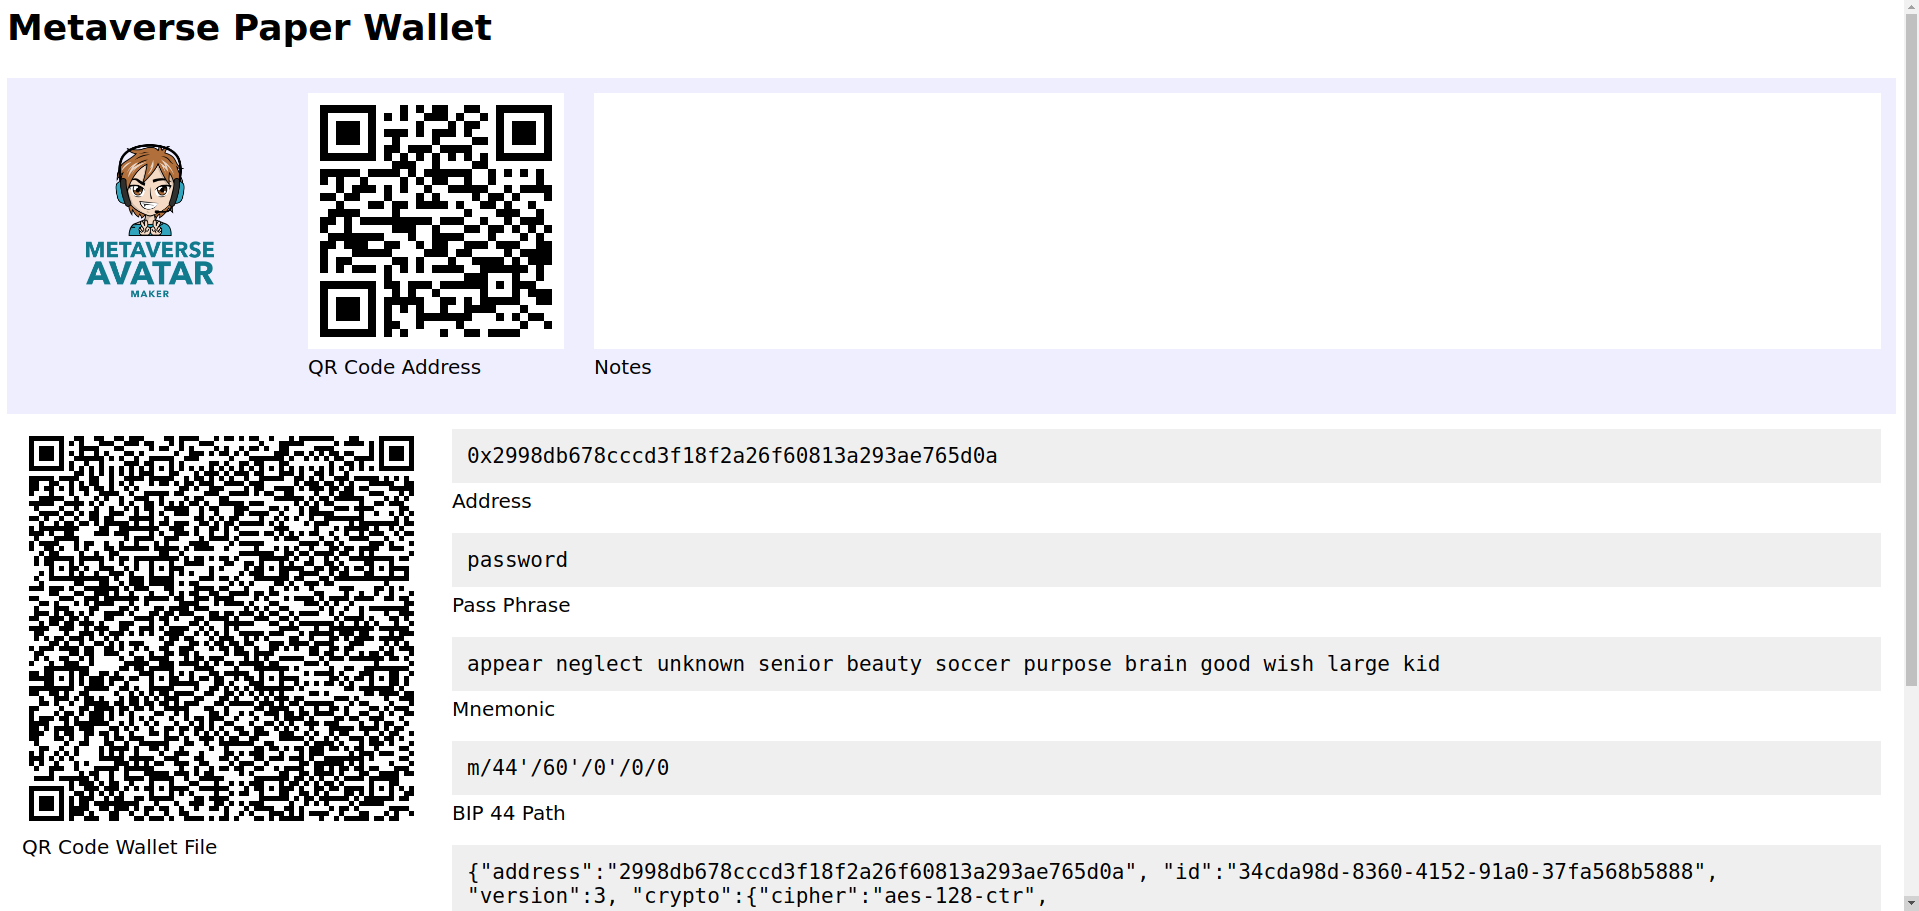 Metaverse Paper Wallet
METAVERSE
AVATAR
MAKER
QR Code Address
Notes
0x2998db678cccd3f18f2a26f60813a293ae765d0a
Address
password
Pass Phrase
appear neglect unknown senior beauty soccer purpose brain good wish large kid
Mnemonic
m/44'/60'/0'/0/0
BIP 44 Path
QR Code Wallet File
{"address":"2998db678cccd3f18f2a26f60813a293ae765d0a", "id":"34cda98d-8360-4152-91a0-37fa568b5888",
"version":3, "crypto":{"cipher":"aes-128-ctr",